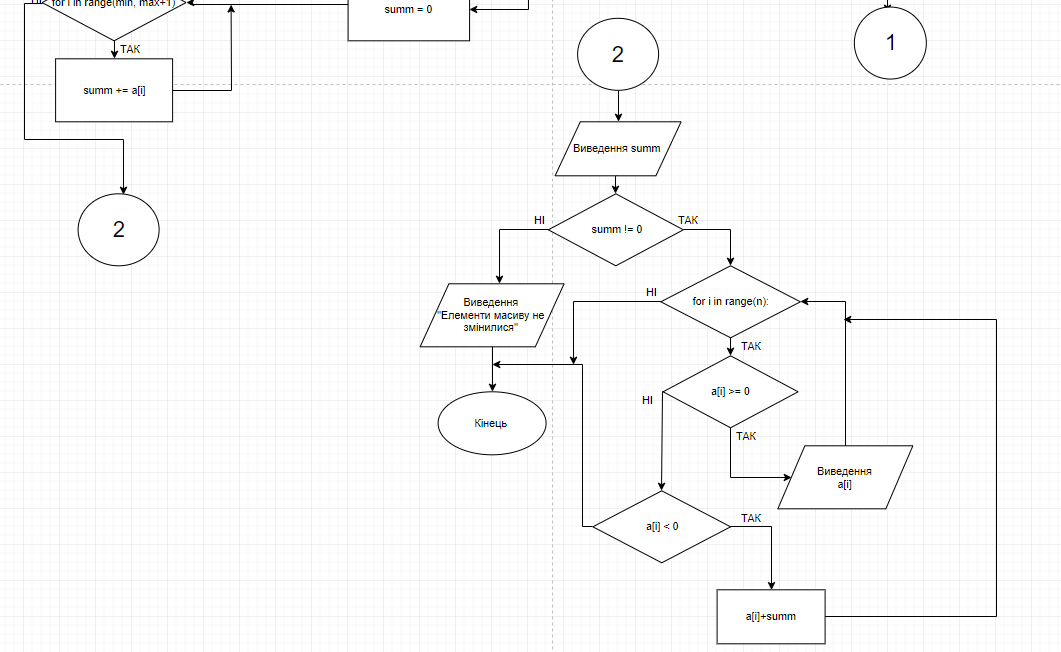 НІ
for i in range(min, max+1)
summ = 0
ТАК
summ += a[i]
2
1
2
Виведення summ
НІ
summ != 0
ТАК
Виведення
"Елементи масиву не
змінилися"
НІ
for i in range(n):
ТАК
a[i] >= 0
НІ
ТАК
Кінець
Виведення
a[i]
a[i] < 0
ТАК
a[i]+summ